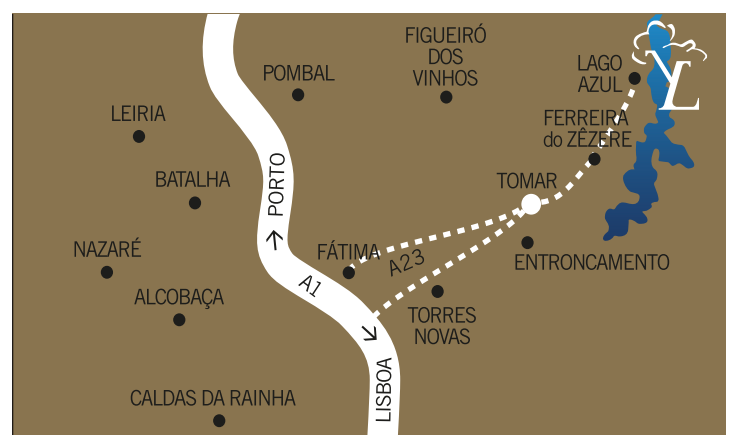 FIGUEIRÓ
DOS
VINHOS
LAGO
AZUL
YL
POMBAL
LEIRIA
FERREIRA
do ZÊZERE
BATALHA
PORTO
TOMAR
NAZARÉ
FÁTIMA
A23
ENTRONCAMENTO
ALCOBAÇA
A1
TORRES
NOVAS
LISBOA
CALDAS DA RAINHA